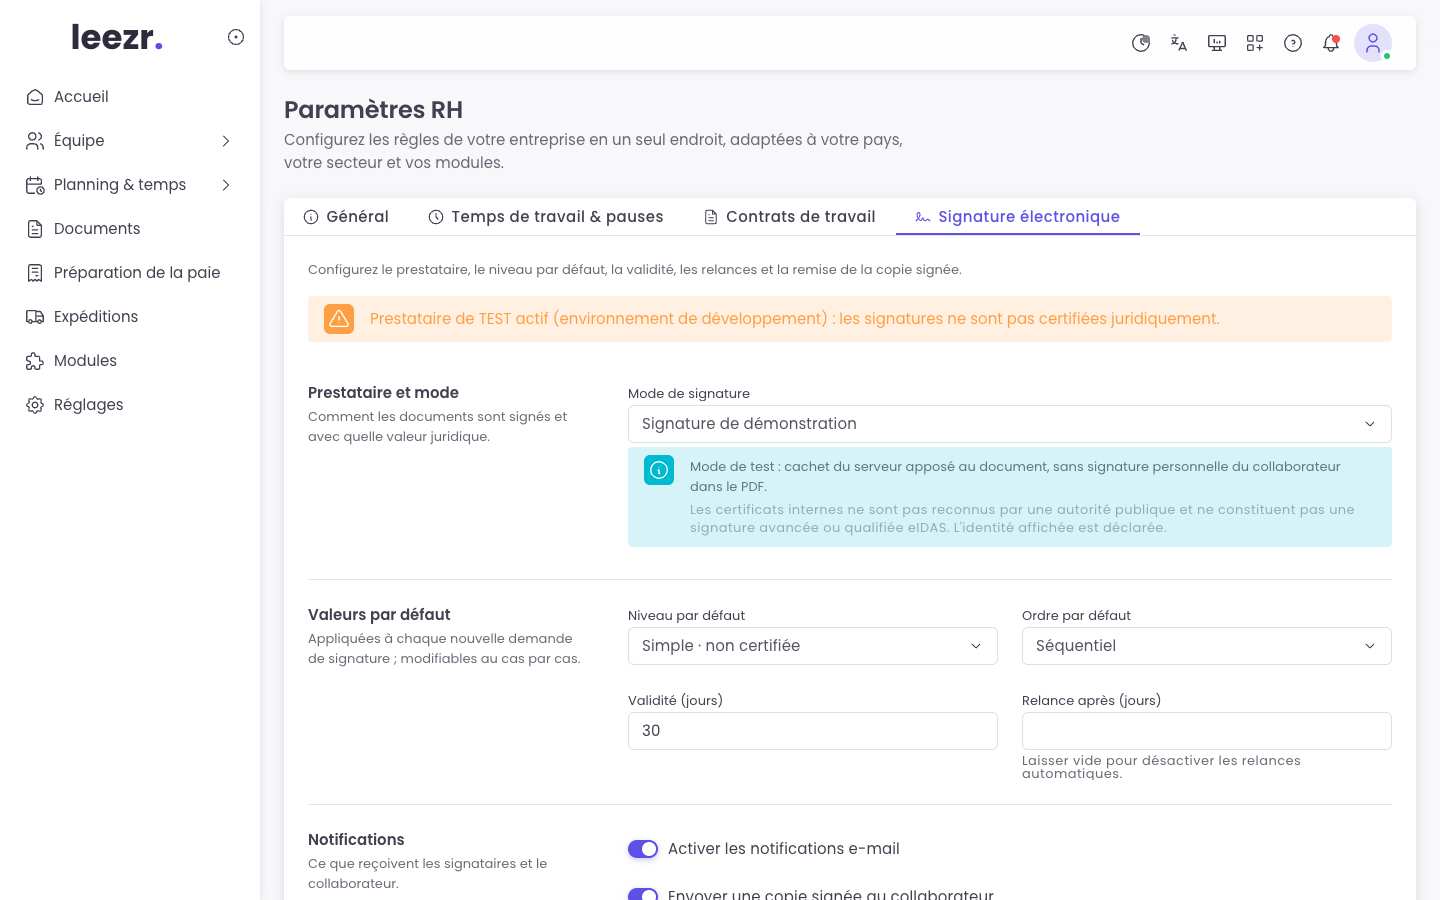 leezr.
Accueil
Équipe
Planning & temps
Documents
Préparation de la paie
Expéditions
Modules
Réglages
Paramètres RH
Configurez les règles de votre entreprise en un seul endroit, adaptées à votre pays,
votre secteur et vos modules.
Général
Temps de travail & pauses
Contrats de travail
Signature électronique
Configurez le prestataire, le niveau par défaut, la validité, les relances et la remise de la copie signée.
Prestataire de TEST actif (environnement de développement) : les signatures ne sont pas certifiées juridiquement.
Prestataire et mode
Comment les documents sont signés et
avec quelle valeur juridique.
Mode de signature
Signature de démonstration
Mode de test : cachet du serveur apposé au document, sans signature personnelle du collaborateur
dans le PDF.
Les certificats internes ne sont pas reconnus par une autorité publique et ne constituent pas une
signature avancée ou qualifiée eIDAS. L'identité affichée est déclarée.
Valeurs par défaut
Appliquées à chaque nouvelle demande
de signature ; modifiables au cas par cas.
Niveau par défaut
Simple · non certifiée
Ordre par défaut
Séquentiel
Validité (jours)
30
Relance après (jours)
Laisser vide pour désactiver les relances
automatiques.
Notifications
Ce que reçoivent les signataires et le
collaborateur.
Activer les notifications e-mail
Envoyer une copie signée au collaborateur